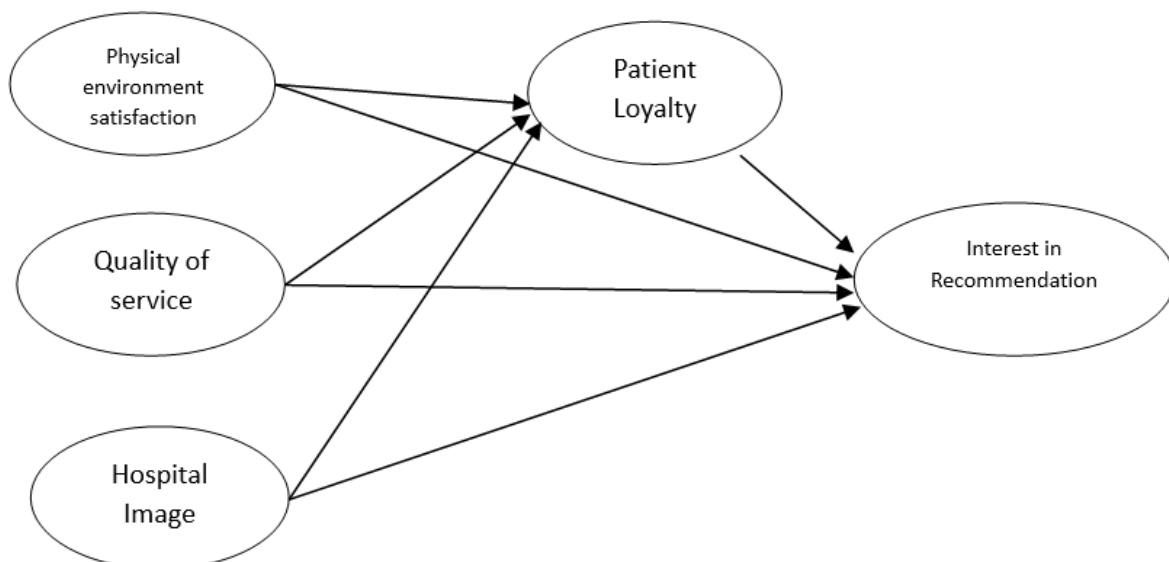 Physical
environment
satisfaction
Patient
Loyalty
Quality of
service
Interest in
Recommendation
Hospital
Image